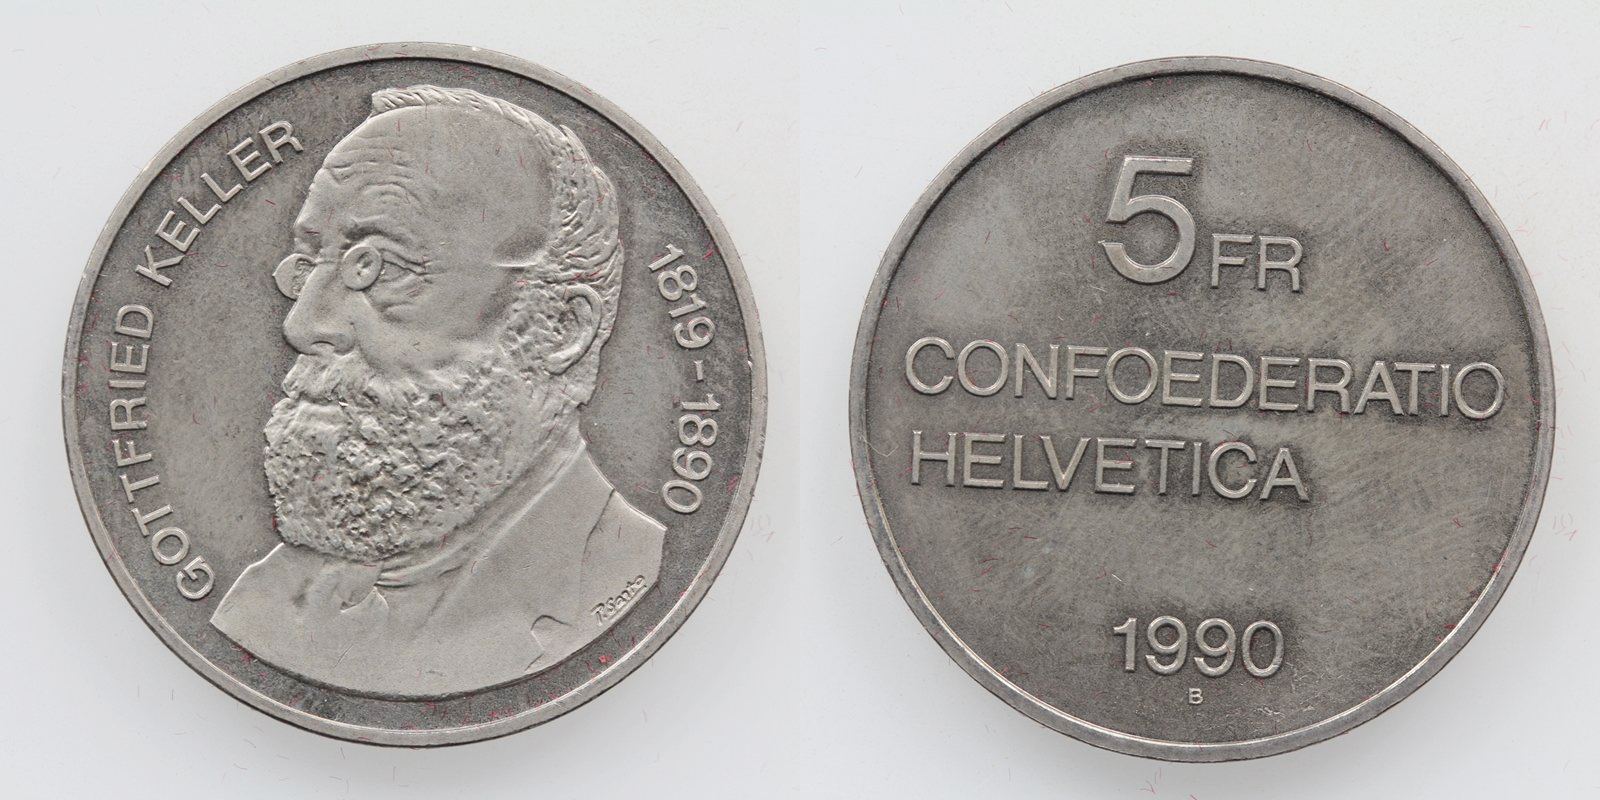 GOTTFRIED KELLER
1819-1890
5 FR
CONFOEDERATIO
HELVETICA
1990
B